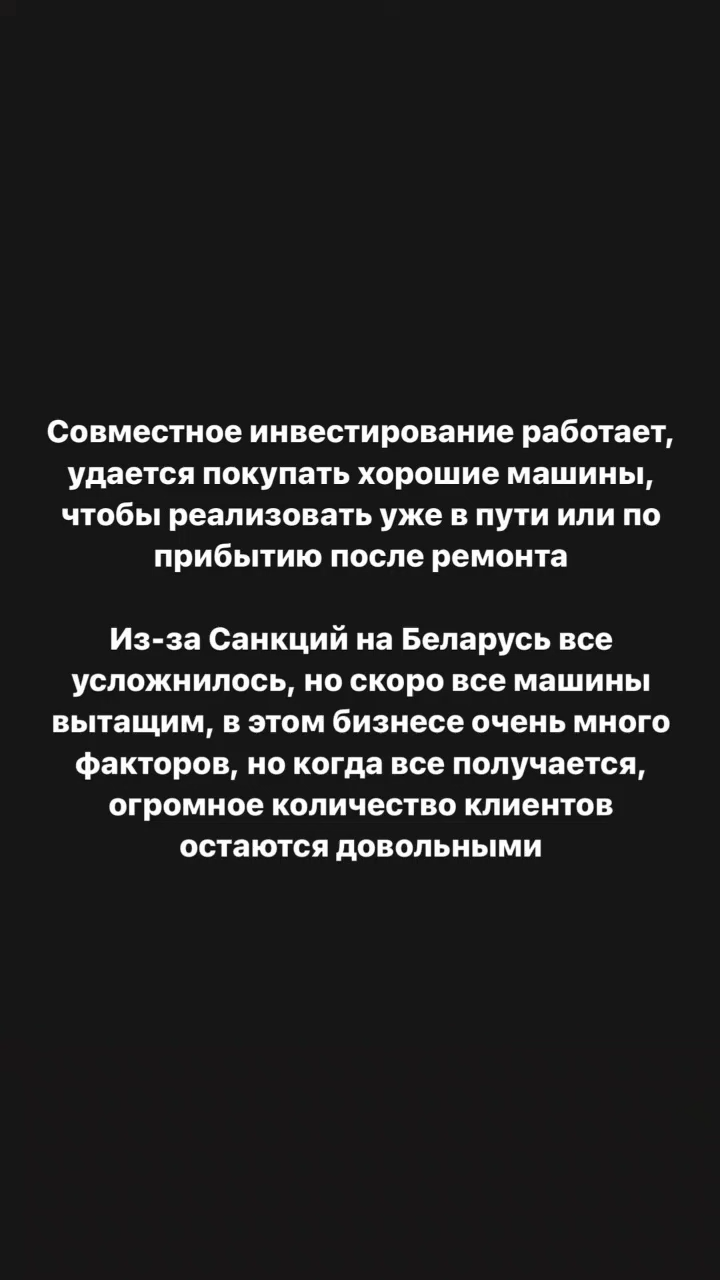 Совместное инвестирование работает,
удается покупать хорошие машины,
чтобы реализовать уже в пути или по
прибытию после ремонта
Из-за Санкций на Беларусь все
усложнилось, но скоро все машины
вытащим, в этом бизнесе очень много
факторов, но когда все получается,
огромное количество клиентов
остаются довольными